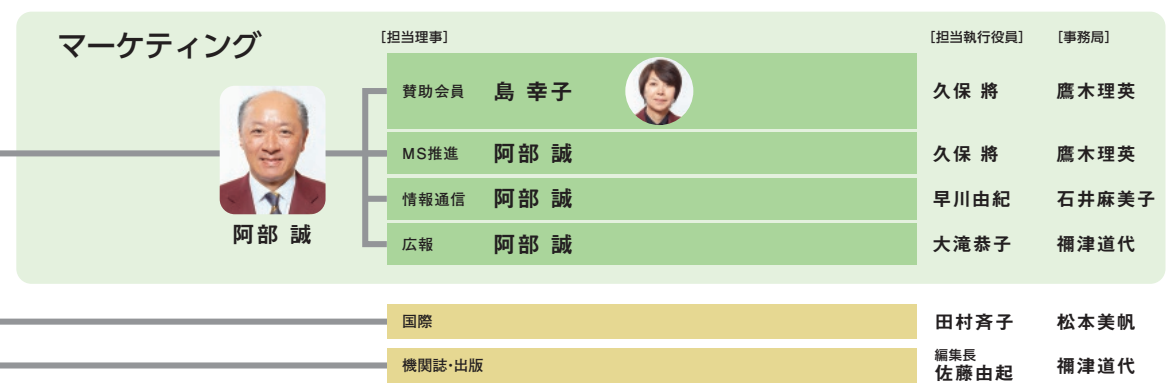 マーケティング
[担当理事] [担当執行役員] [事務局]
賛助会員 島 幸子 久保 將 鷹木理英
MS推進 阿部 誠 久保 將 鷹木理英
情報通信 阿部 誠 早川由紀 石井麻美子
広報 阿部 誠 大滝恭子 禰津道代
阿部 誠
国際 田村斉子 松本美帆
機関誌・出版 編集長 佐藤由起 禰津道代